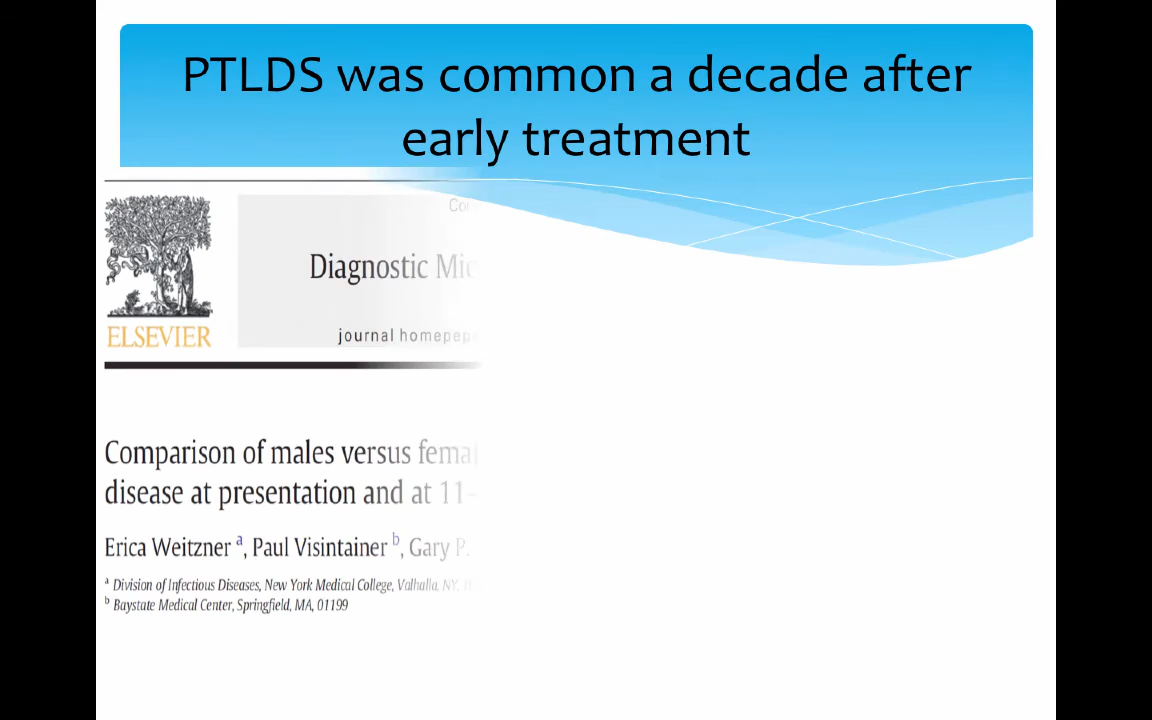 PTLDS was common a decade after
early treatment
Diagnostic Mic
journal homepep
ELSEVIER
Comparison of males versus femal
disease at presentation and at 11-
Erica Weitzner a, Paul Visintainer b, Gary P.
a Division of Infectious Diseases, New York Medical College, Valhalla, NY,
b Baystate Medical Center, Springfield, MA, 01199